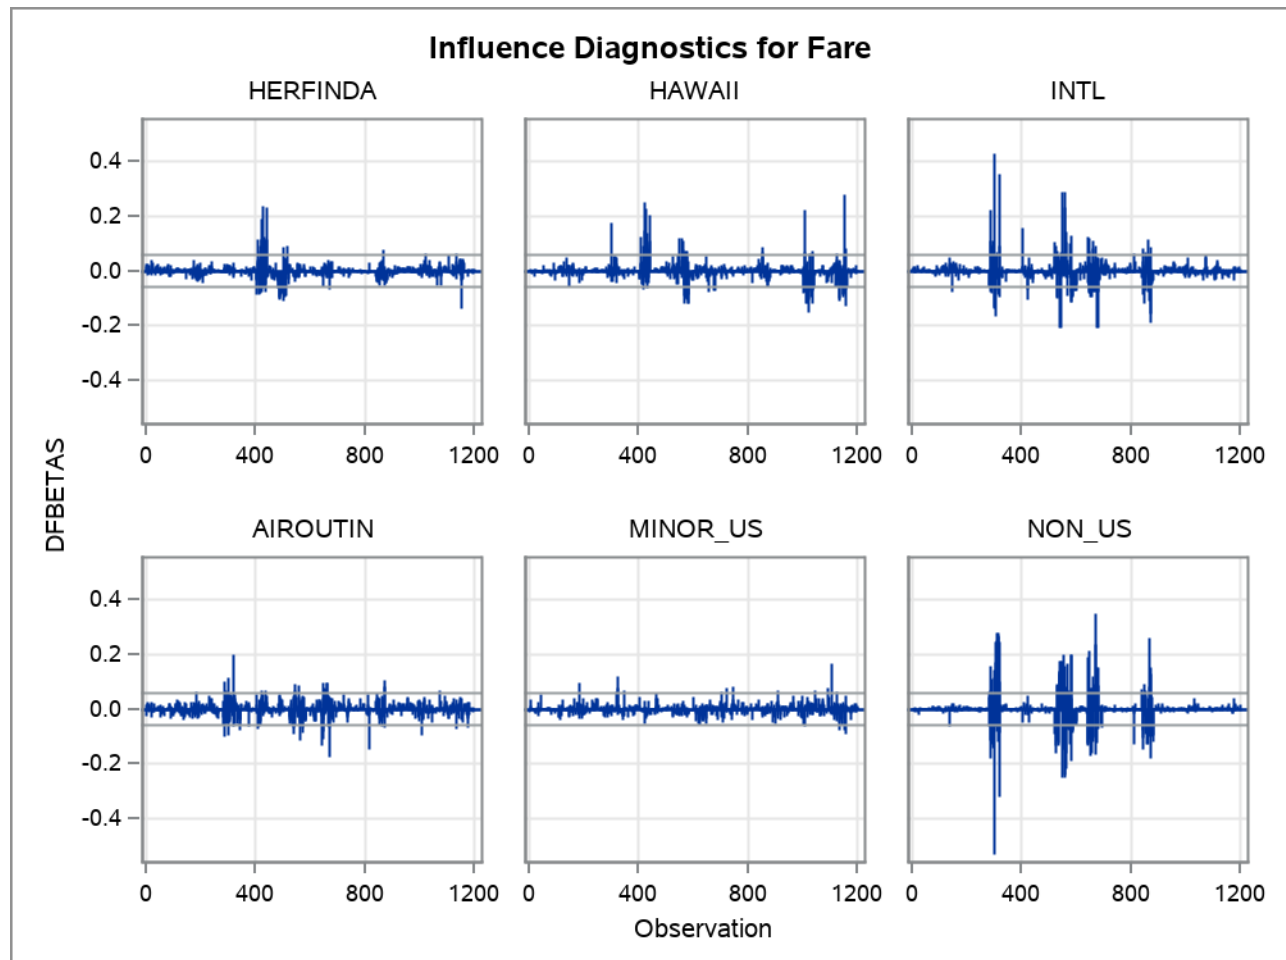 Influence Diagnostics for Fare
HERFINDA HAWAII INTL
0.4
0.2
0.0
-0.2
-0.4
0 400 800 1200 0 400 800 1200 0 400 800 1200
DFBETAS
AIROUTIN MINOR_US NON_US
0.4
0.2
0.0
-0.2
-0.4
0 400 800 1200 0 400 800 1200 0 400 800 1200
Observation